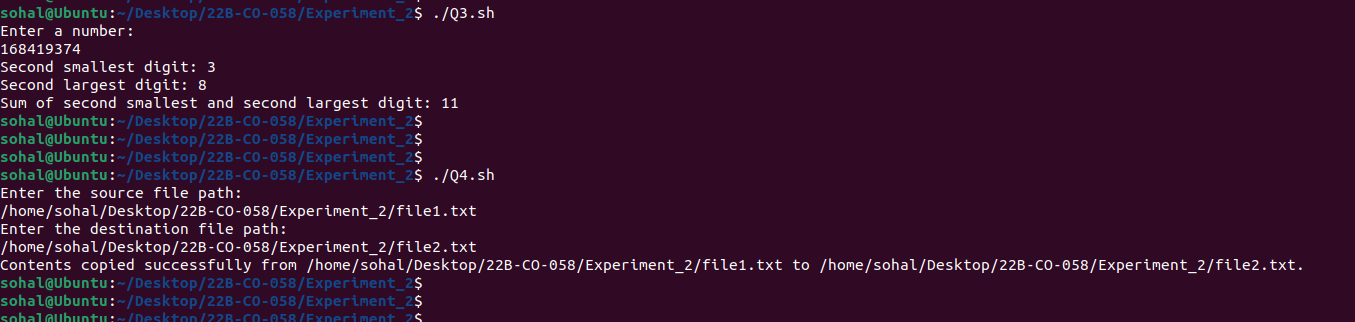 sohal@Ubuntu:~/Desktop/22B-CO-058/Experiment_2$ ./Q3.sh
Enter a number:
168419374
Second smallest digit: 3
Second largest digit: 8
Sum of second smallest and second largest digit: 11
sohal@Ubuntu:~/Desktop/22B-CO-058/Experiment_2$
sohal@Ubuntu:~/Desktop/22B-CO-058/Experiment_2$
sohal@Ubuntu:~/Desktop/22B-CO-058/Experiment_2$
sohal@Ubuntu:~/Desktop/22B-CO-058/Experiment_2$ ./Q4.sh
Enter the source file path:
/home/sohal/Desktop/22B-CO-058/Experiment_2/file1.txt
Enter the destination file path:
/home/sohal/Desktop/22B-CO-058/Experiment_2/file2.txt
Contents copied successfully from /home/sohal/Desktop/22B-CO-058/Experiment_2/file1.txt to /home/sohal/Desktop/22B-CO-058/Experiment_2/file2.txt.
sohal@Ubuntu:~/Desktop/22B-CO-058/Experiment_2$
sohal@Ubuntu:~/Desktop/22B-CO-058/Experiment_2$
sohal@Ubuntu:~/Desktop/22B-CO-058/Experiment_2$